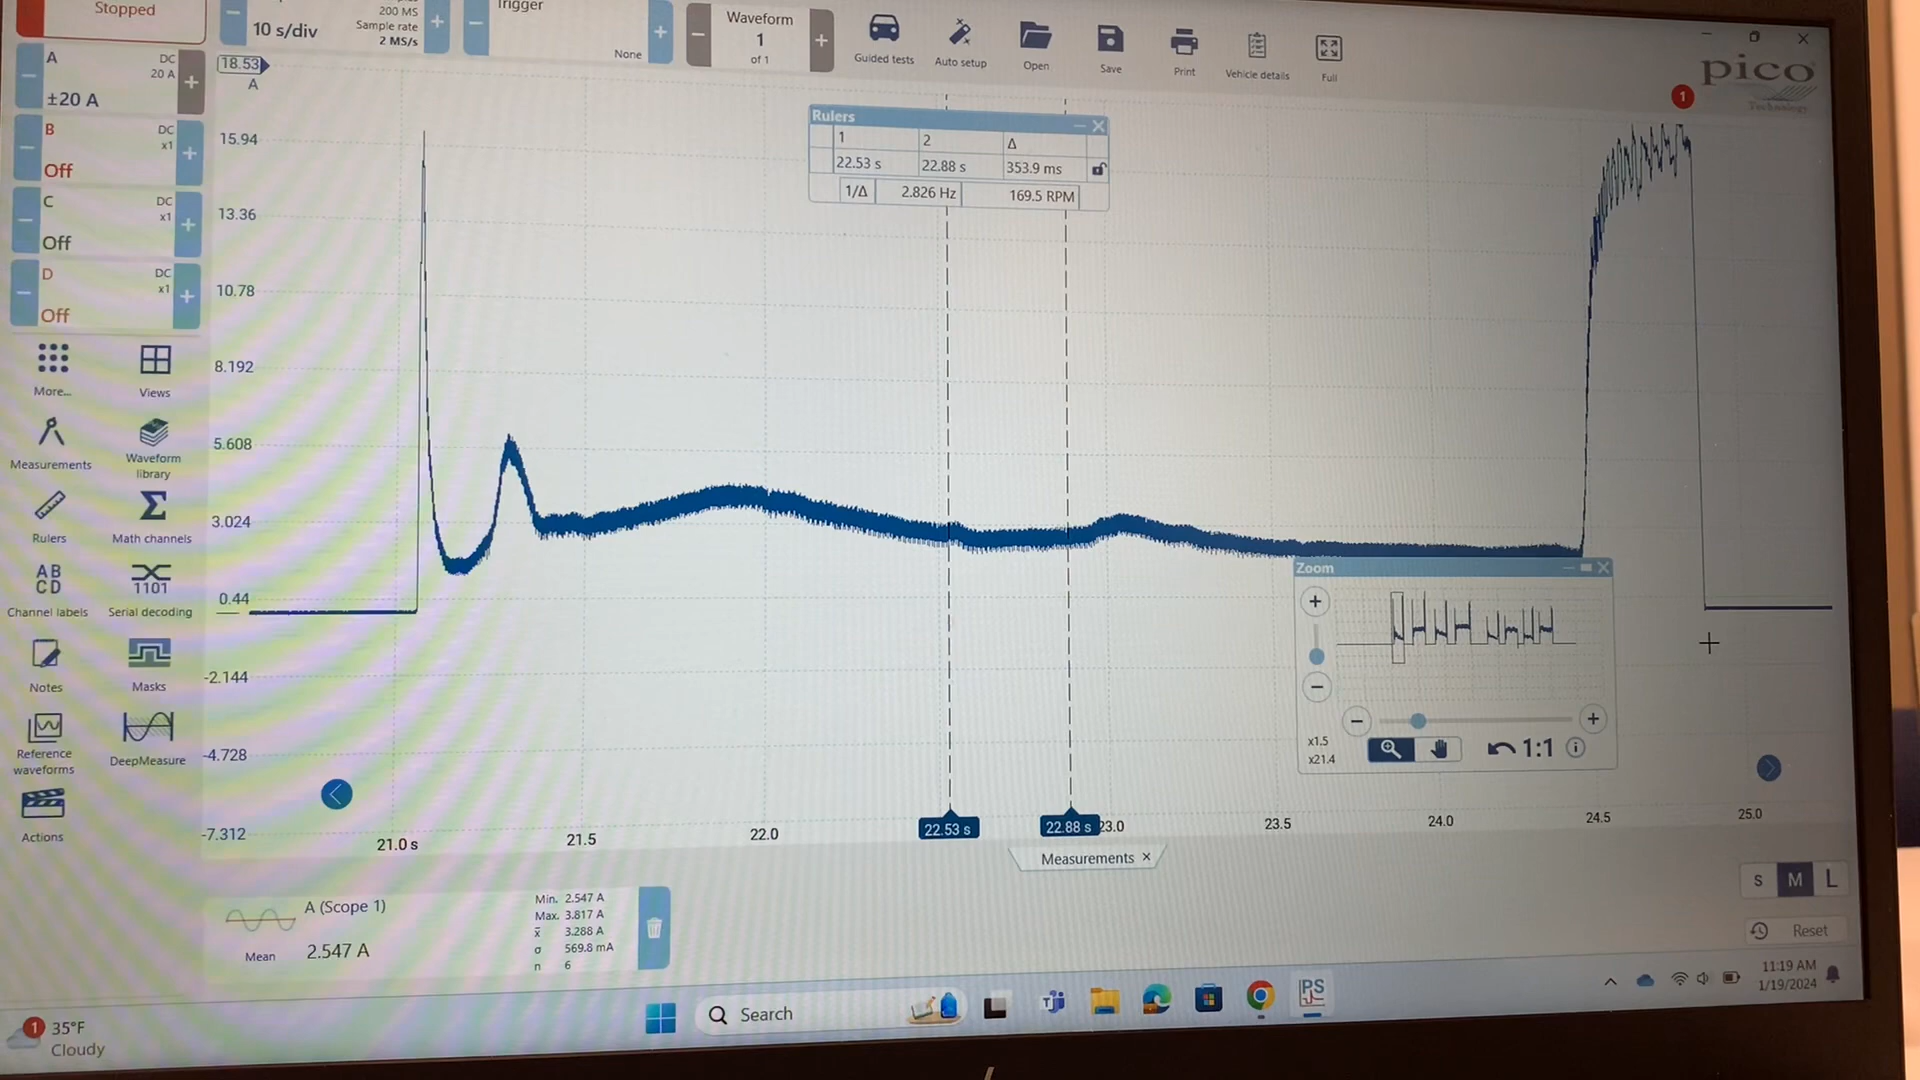 Stopped
10 s/div
200 MS
Sample rate
2 MS/s
Trigger
None
Waveform
1
of 1
Guided tests
Auto setup
Open
Save
Print
Vehicle details
Full
pico
Technology
1
A
DC
20 A
±20 A
B
DC
x1
Off
C
DC
x1
Off
D
DC
x1
Off
More...
Views
Measurements
Waveform
library
Rulers
Math channels
AB
CD
1101
Channel labels
Serial decoding
Notes
Masks
Reference
waveforms
DeepMeasure
Actions
18.53
A
15.94
13.36
10.78
8.192
5.608
3.024
0.44
-2.144
-4.728
-7.312
Rulers
1 2 Δ
22.53 s 22.88 s 353.9 ms
1/Δ 2.826 Hz 169.5 RPM
Zoom
x1.5
x21.4
1:1
21.0 s
21.5
22.0
22.53 s
22.88 s
23.0
23.5
24.0
24.5
25.0
Measurements
A (Scope 1)
Mean 2.547 A
Min. 2.547 A
Max. 3.817 A
x̄ 3.288 A
σ 569.8 mA
n 6
S M L
Reset
1
35°F
Cloudy
Search
PS
11:19 AM
1/19/2024